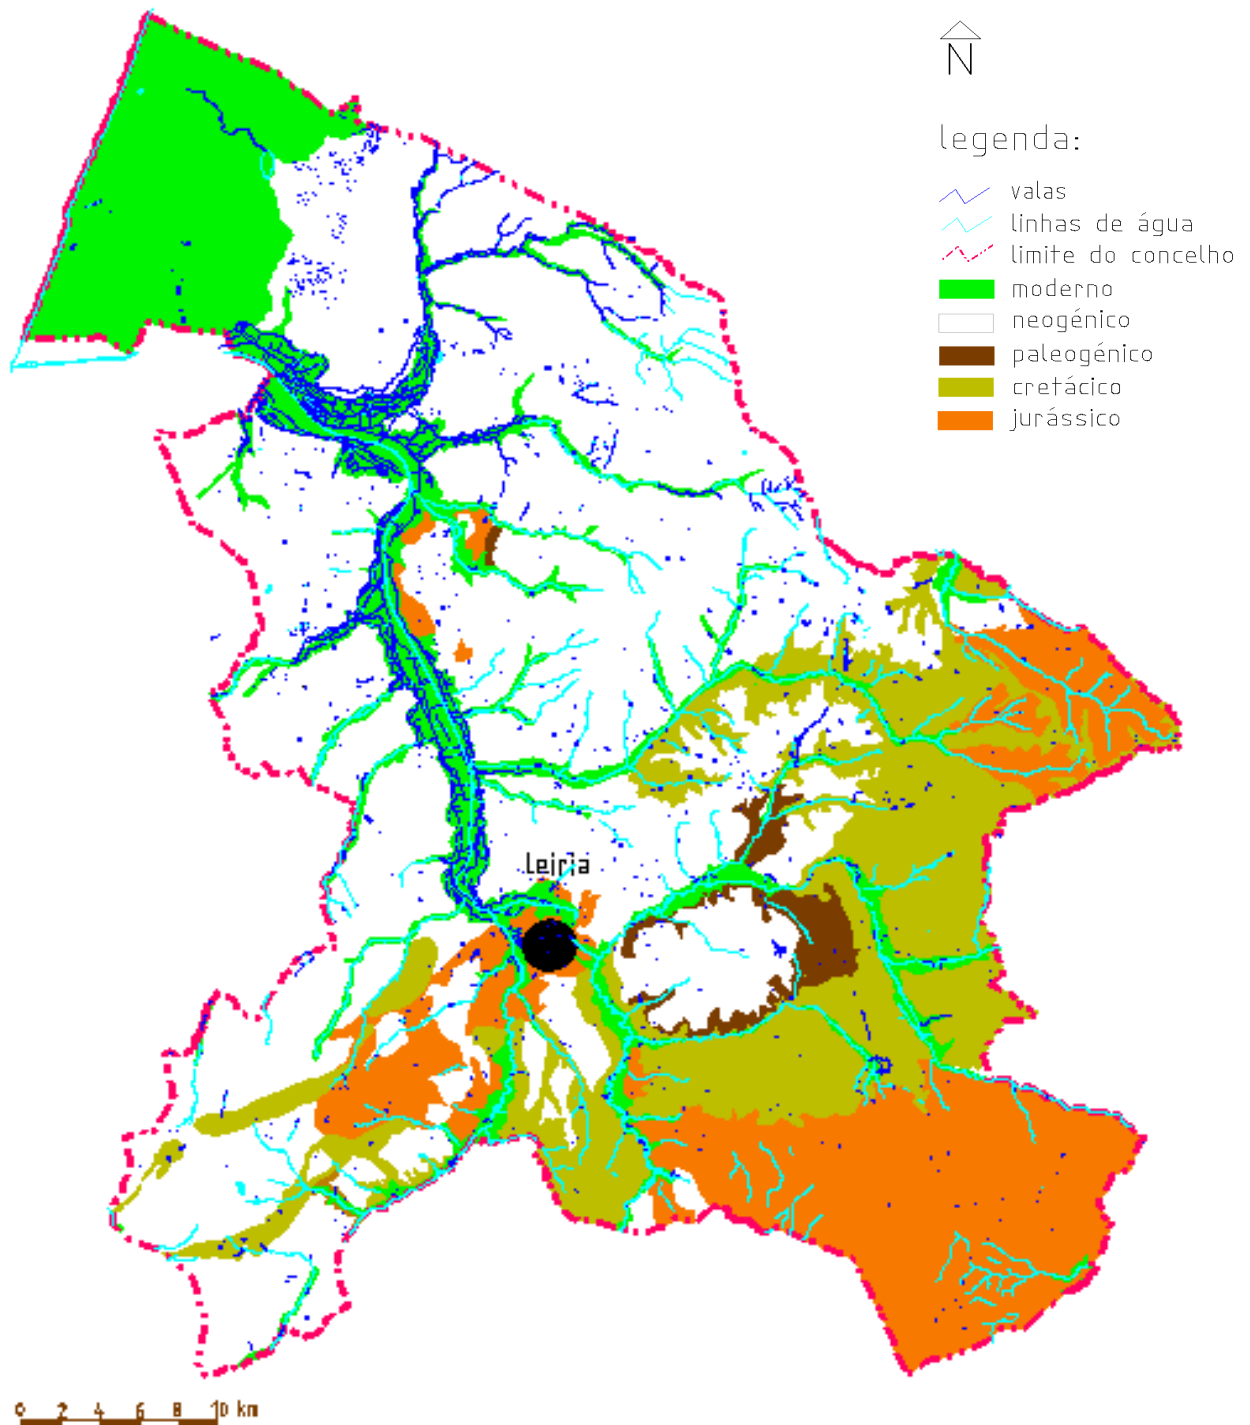 N
legenda:
valas
linhas de água
limite do concelho
moderno
neogénico
paleogénico
cretácico
jurássico
leiria
0 2 4 6 8 10 km